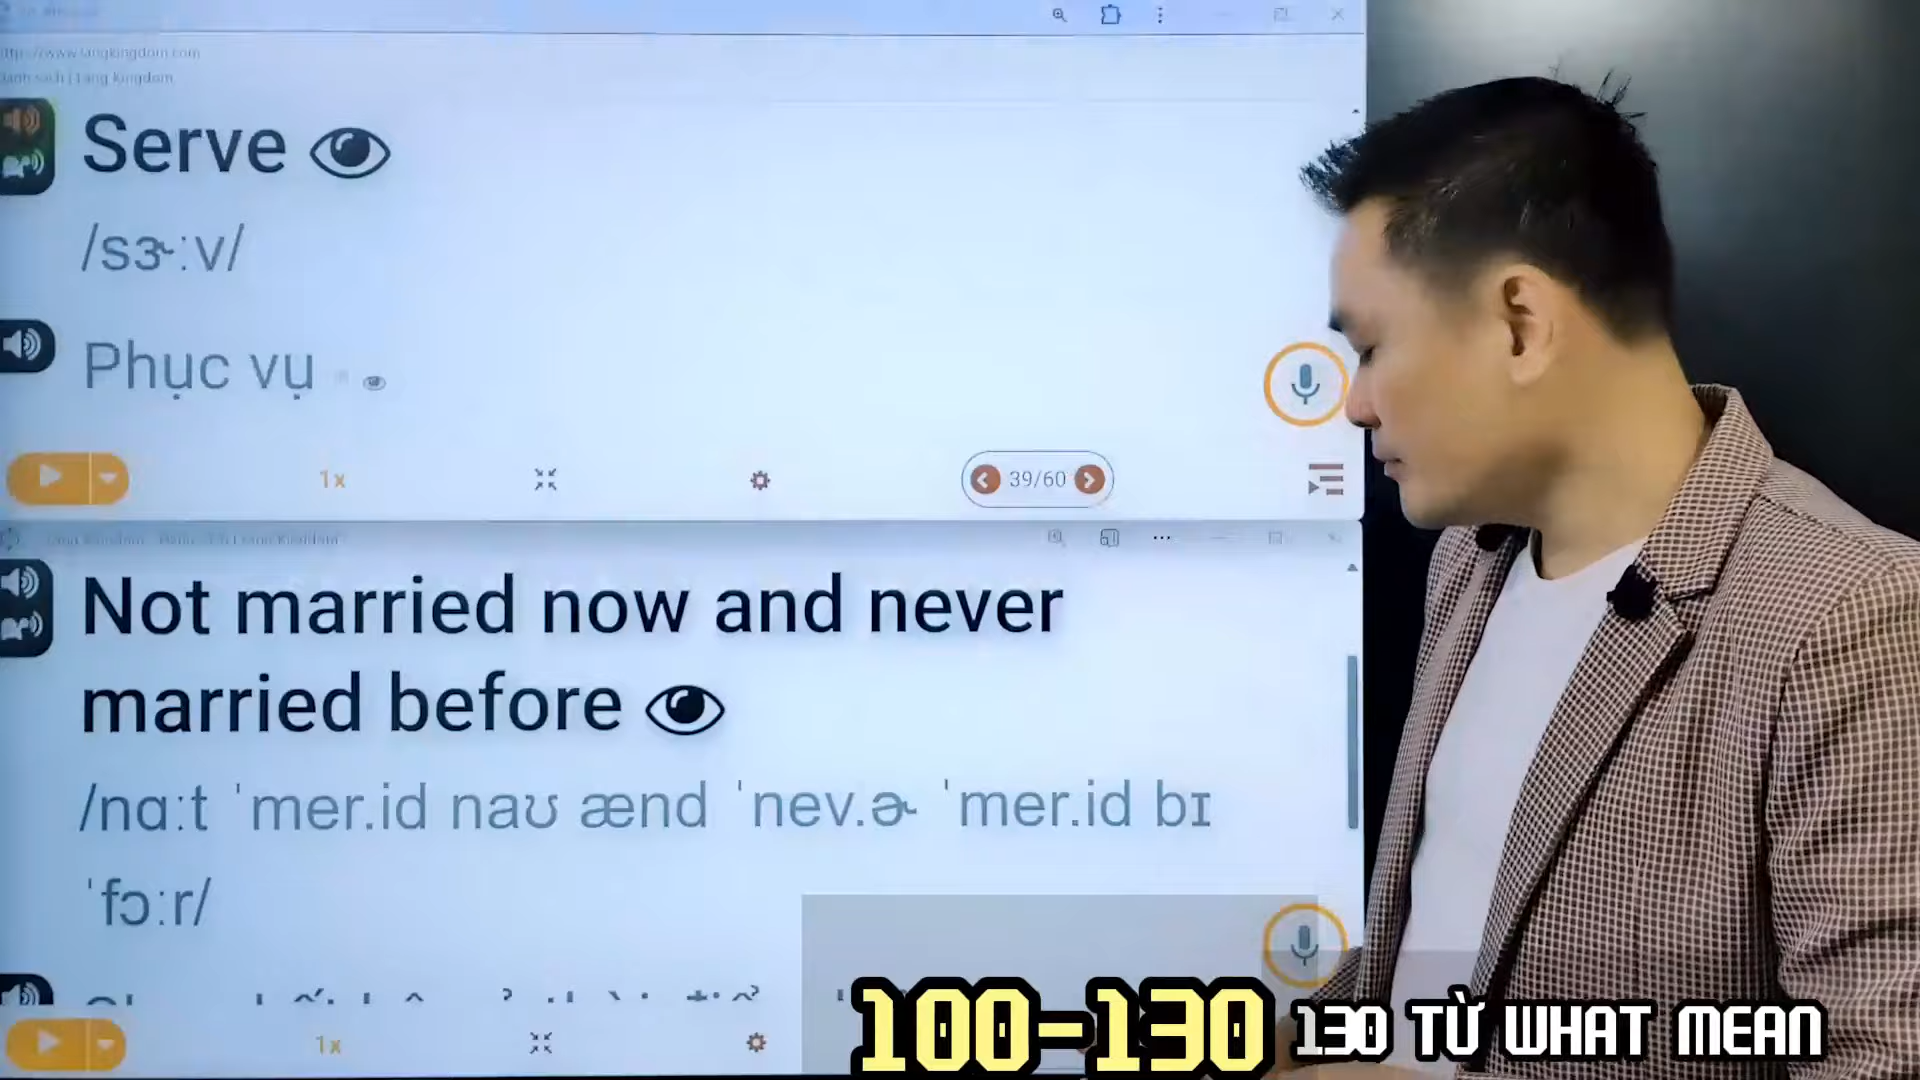 Serve
/sɝː.v/
Phục vụ
1x
39/60
Not married now and never
married before
/nɑːt ˈmer.id naʊ ænd ˈnev.ɚ ˈmer.id bɪ
ˈfɔːr/
1x
100-130 130 TỪ WHAT MEAN